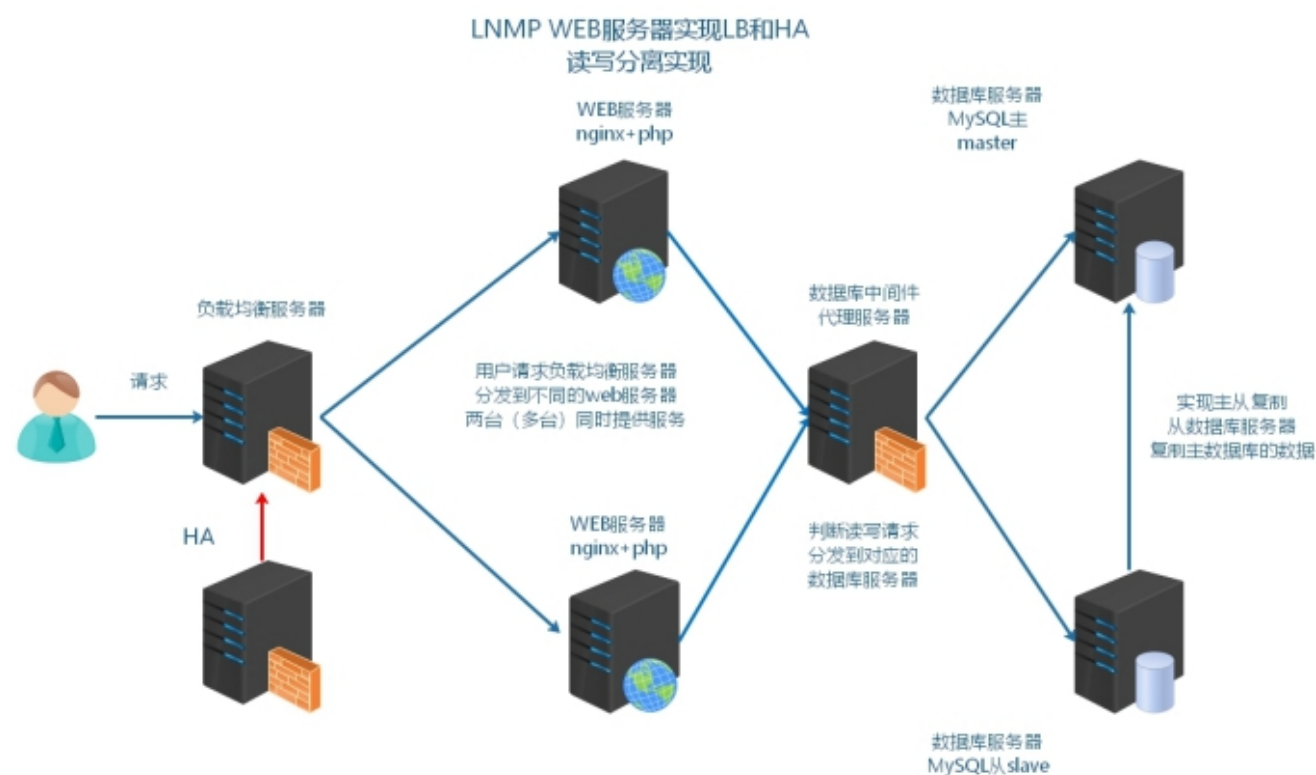 LNMP WEB服务器实现LB和HA
读写分离实现
WEB服务器
nginx+php
数据库服务器
MySQL主
master
负载均衡服务器
数据库中间件
代理服务器
请求
用户请求负载均衡服务器
分发到不同的web服务器
两台（多台）同时提供服务
实现主从复制
从数据库服务器
复制主数据库的数据
HA
WEB服务器
nginx+php
判断读写请求
分发到对应的
数据库服务器
数据库服务器
MySQL从slave